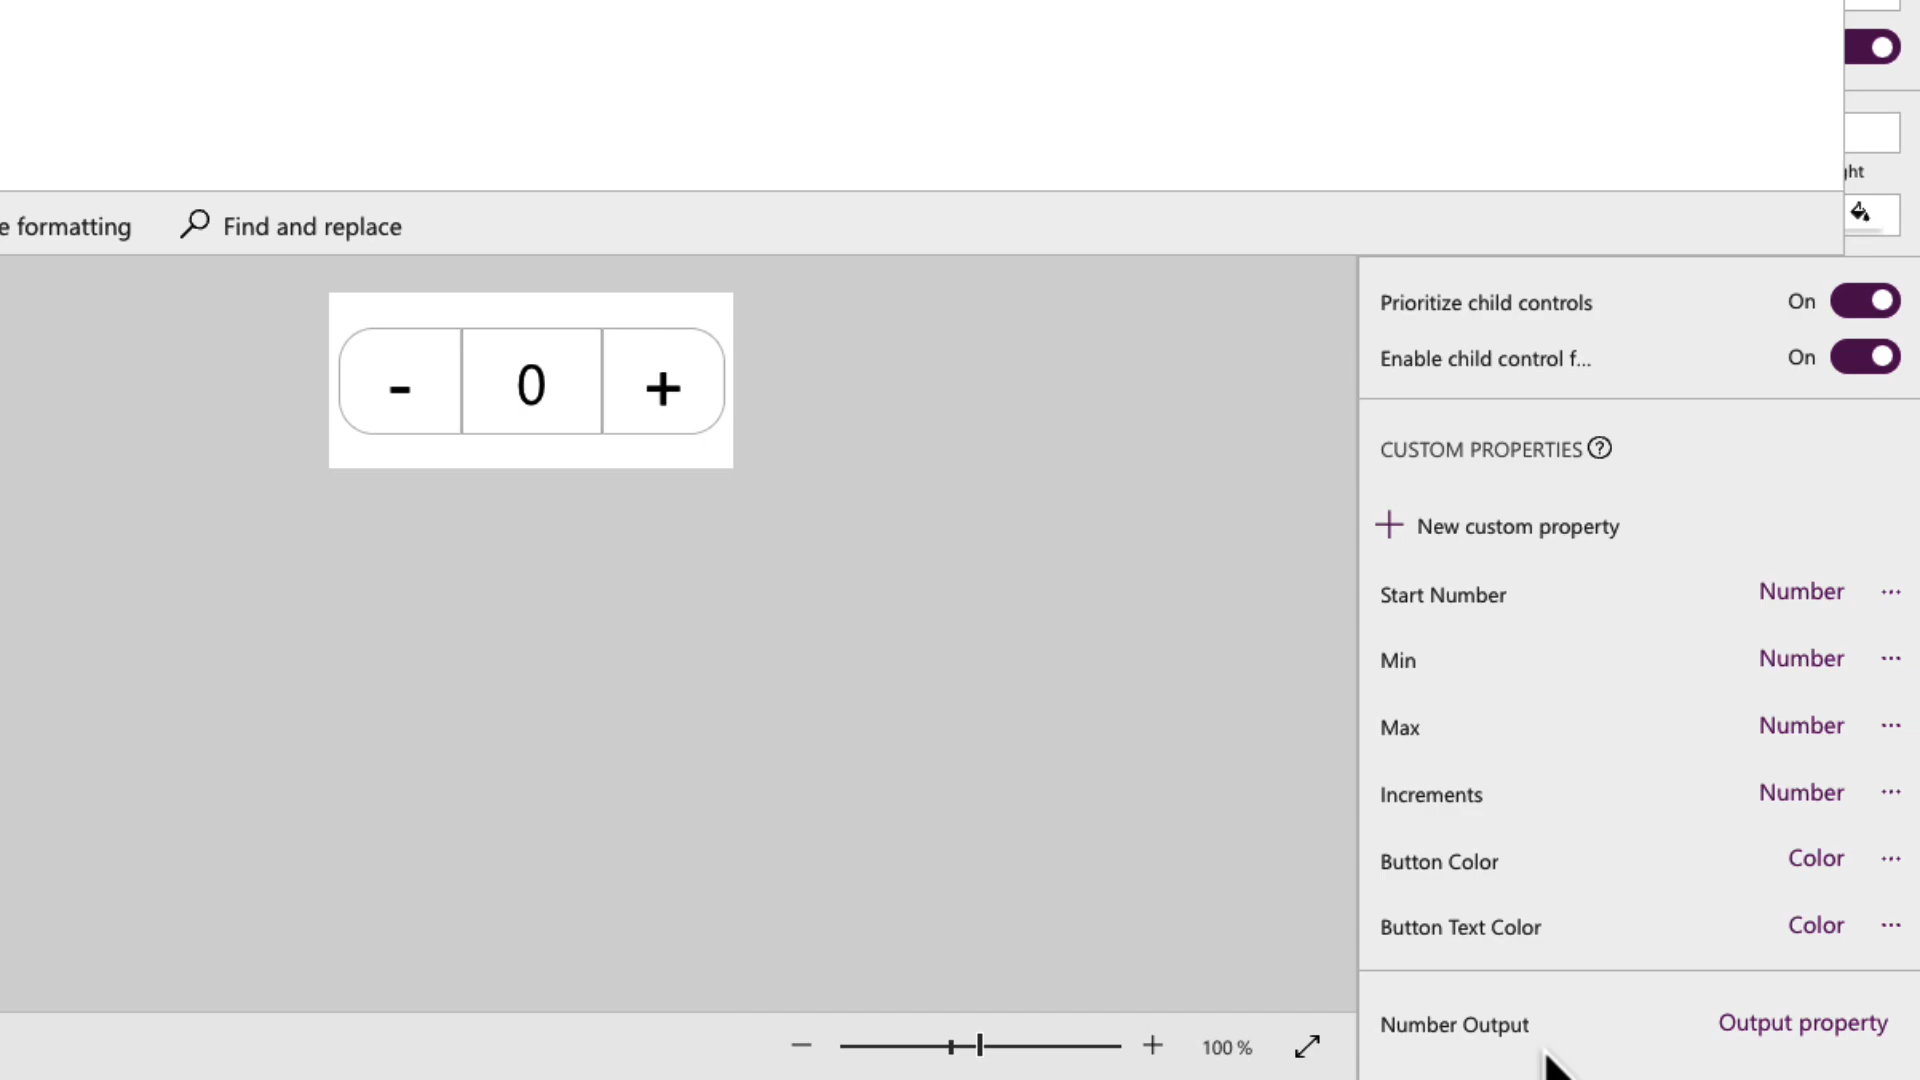 ght
e formatting
Find and replace
- 0 +
Prioritize child controls On
Enable child control f... On
CUSTOM PROPERTIES ?
+ New custom property
Start Number Number ...
Min Number ...
Max Number ...
Increments Number ...
Button Color Color ...
Button Text Color Color ...
Number Output Output property
100 %